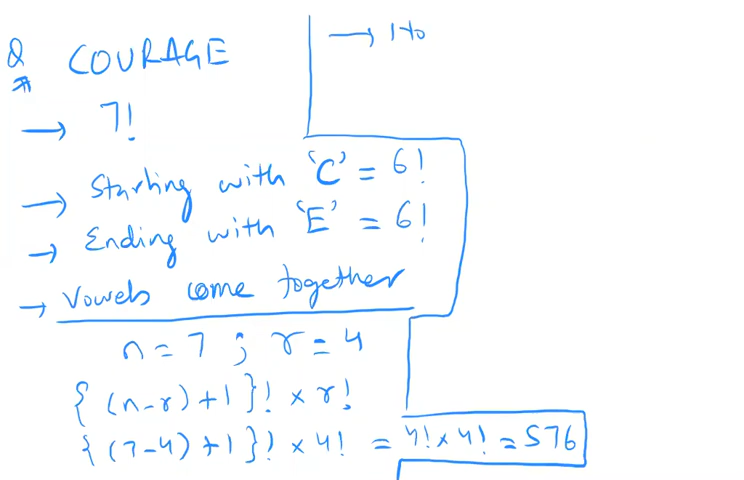 Q COURAGE
→ 7!
→ Starting with 'C' = 6!
→ Ending with 'E' = 6!
→ Vowels come together
n = 7 ; r = 4
{(n-r)+1}! × r!
{(7-4)+1}! × 4! = 4! × 4! = 576
→ 1 to